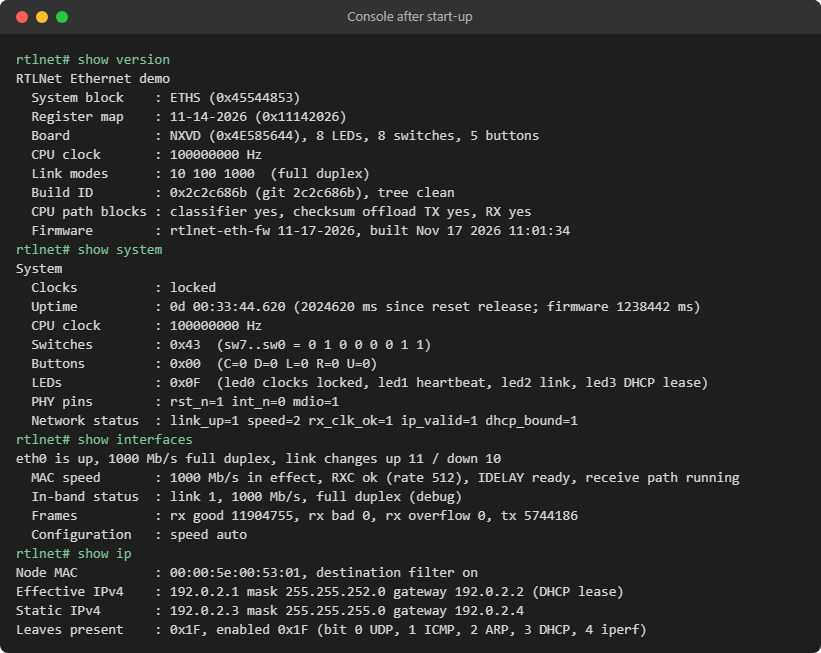 Console after start-up
rtlnet# show version
RTLNet Ethernet demo
System block : ETHS (0x45544853)
Register map : 11-14-2026 (0x11142026)
Board : NXVD (0x4E585644), 8 LEDs, 8 switches, 5 buttons
CPU clock : 100000000 Hz
Link modes : 10 100 1000 (full duplex)
Build ID : 0x2c2c686b (git 2c2c686b), tree clean
CPU path blocks : classifier yes, checksum offload TX yes, RX yes
Firmware : rtlnet-eth-fw 11-17-2026, built Nov 17 2026 11:01:34
rtlnet# show system
System
Clocks : locked
Uptime : 0d 00:33:44.620 (2024620 ms since reset release; firmware 1238442 ms)
CPU clock : 100000000 Hz
Switches : 0x43 (sw7..sw0 = 0 1 0 0 0 0 1 1)
Buttons : 0x00 (C=0 D=0 L=0 R=0 U=0)
LEDs : 0x0F (led0 clocks locked, led1 heartbeat, led2 link, led3 DHCP lease)
PHY pins : rst_n=1 int_n=0 mdio=1
Network status : link_up=1 speed=2 rx_clk_ok=1 ip_valid=1 dhcp_bound=1
rtlnet# show interfaces
eth0 is up, 1000 Mb/s full duplex, link changes up 11 / down 10
MAC speed : 1000 Mb/s in effect, RXC ok (rate 512), IDELAY ready, receive path running
In-band status : link 1, 1000 Mb/s, full duplex (debug)
Frames : rx good 11904755, rx bad 0, rx overflow 0, tx 5744186
Configuration : speed auto
rtlnet# show ip
Node MAC : 00:00:5e:00:53:01, destination filter on
Effective IPv4 : 192.0.2.1 mask 255.255.252.0 gateway 192.0.2.2 (DHCP lease)
Static IPv4 : 192.0.2.3 mask 255.255.255.0 gateway 192.0.2.4
Leaves present : 0x1F, enabled 0x1F (bit 0 UDP, 1 ICMP, 2 ARP, 3 DHCP, 4 iperf)